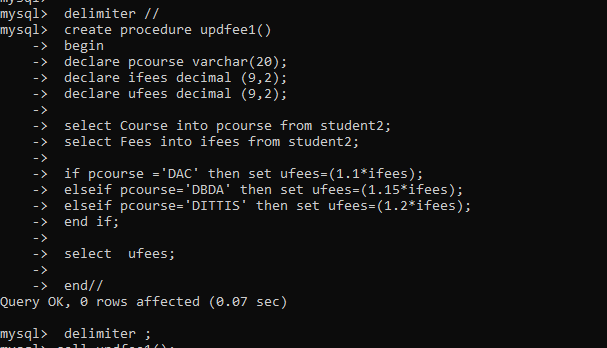 mysql>  delimiter //
mysql>  create procedure updfee1()
    ->  begin
    ->  declare pcourse varchar(20);
    ->  declare ifees decimal (9,2);
    ->  declare ufees decimal (9,2);
    ->
    ->  select Course into pcourse from student2;
    ->  select Fees into ifees from student2;
    ->
    ->  if pcourse ='DAC' then set ufees=(1.1*ifees);
    ->  elseif pcourse='DBDA' then set ufees=(1.15*ifees);
    ->  elseif pcourse='DITTIS' then set ufees=(1.2*ifees);
    ->  end if;
    ->
    ->  select  ufees;
    ->
    ->  end//
Query OK, 0 rows affected (0.07 sec)
mysql>  delimiter ;
mysql>  call updfee1();